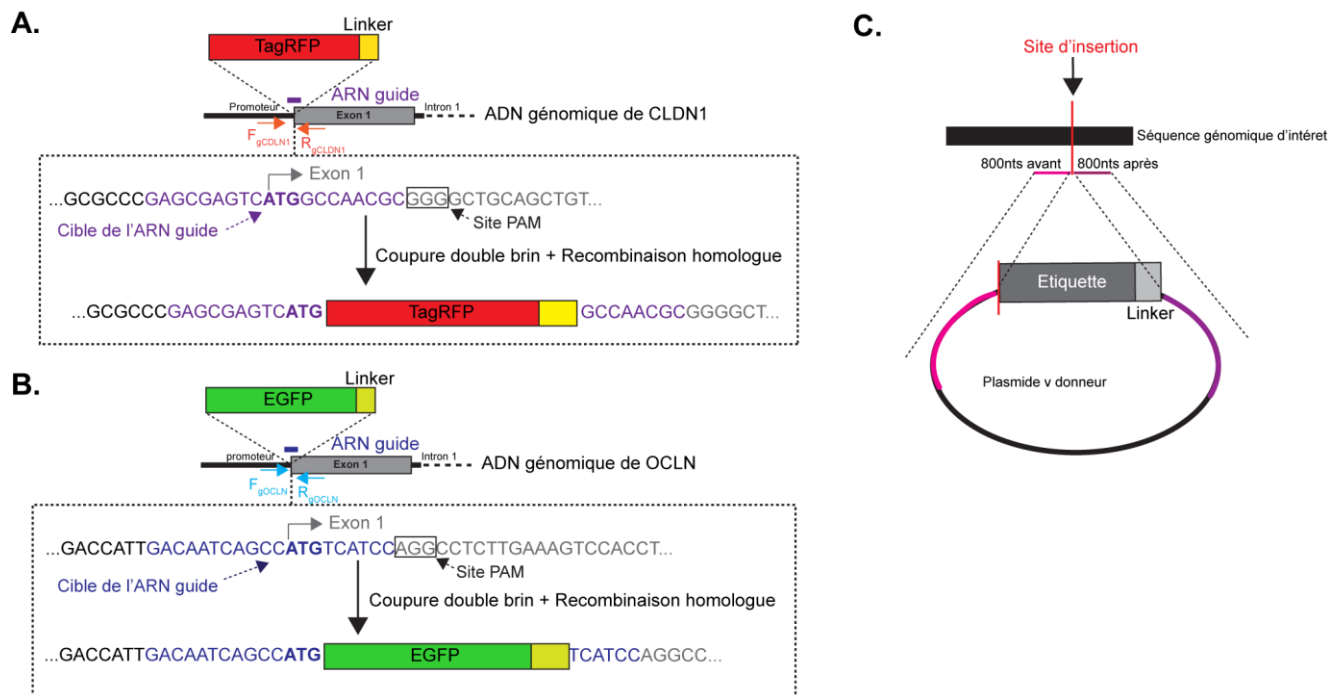 A.
Linker
TagRFP
ARN guide
Promoteur
Exon 1
Intron 1
ADN génomique de CLDN1
FgCDLN1
RgCLDN1
Exon 1
...GCGCCCGAGCGAGTCATGGCCAACGCGGGGCTGCAGCTGT...
Cible de l'ARN guide
Site PAM
Coupure double brin + Recombinaison homologue
...GCGCCCGAGCGAGTCATG TagRFP GCCAACGCGGGGCT...
B.
Linker
EGFP
ARN guide
promoteur
Exon 1
Intron 1
ADN génomique de OCLN
FgOCLN
RgOCLN
Exon 1
...GACCATTGACAATCAGCCATGTCATCCAGGCCTCTTGAAAGTCCACCT...
Cible de l'ARN guide
Site PAM
Coupure double brin + Recombinaison homologue
...GACCATTGACAATCAGCCATG EGFP TCATCCAGGCC...
C.
Site d'insertion
Séquence génomique d'intéret
800nts avant
800nts après
Etiquette
Linker
Plasmide v donneur